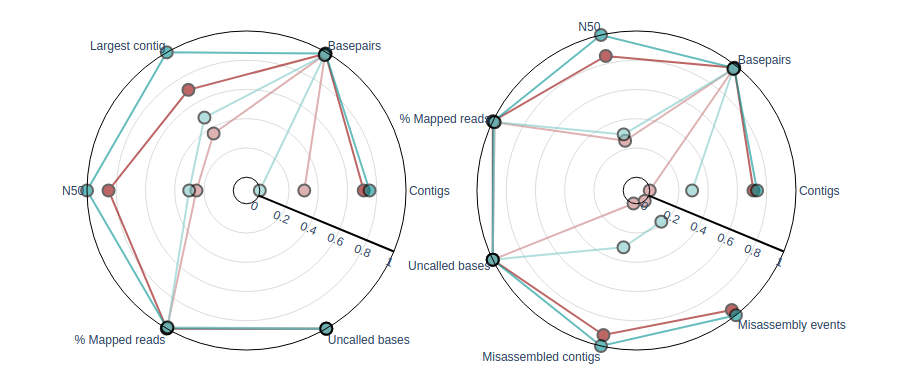 Largest contig
Basepairs
N50
Contigs
% Mapped reads
Uncalled bases
0
0.2
0.4
0.6
0.8
1
N50
Basepairs
% Mapped reads
Contigs
Uncalled bases
Misassembly events
Misassembled contigs
0
0.2
0.4
0.6
0.8
1